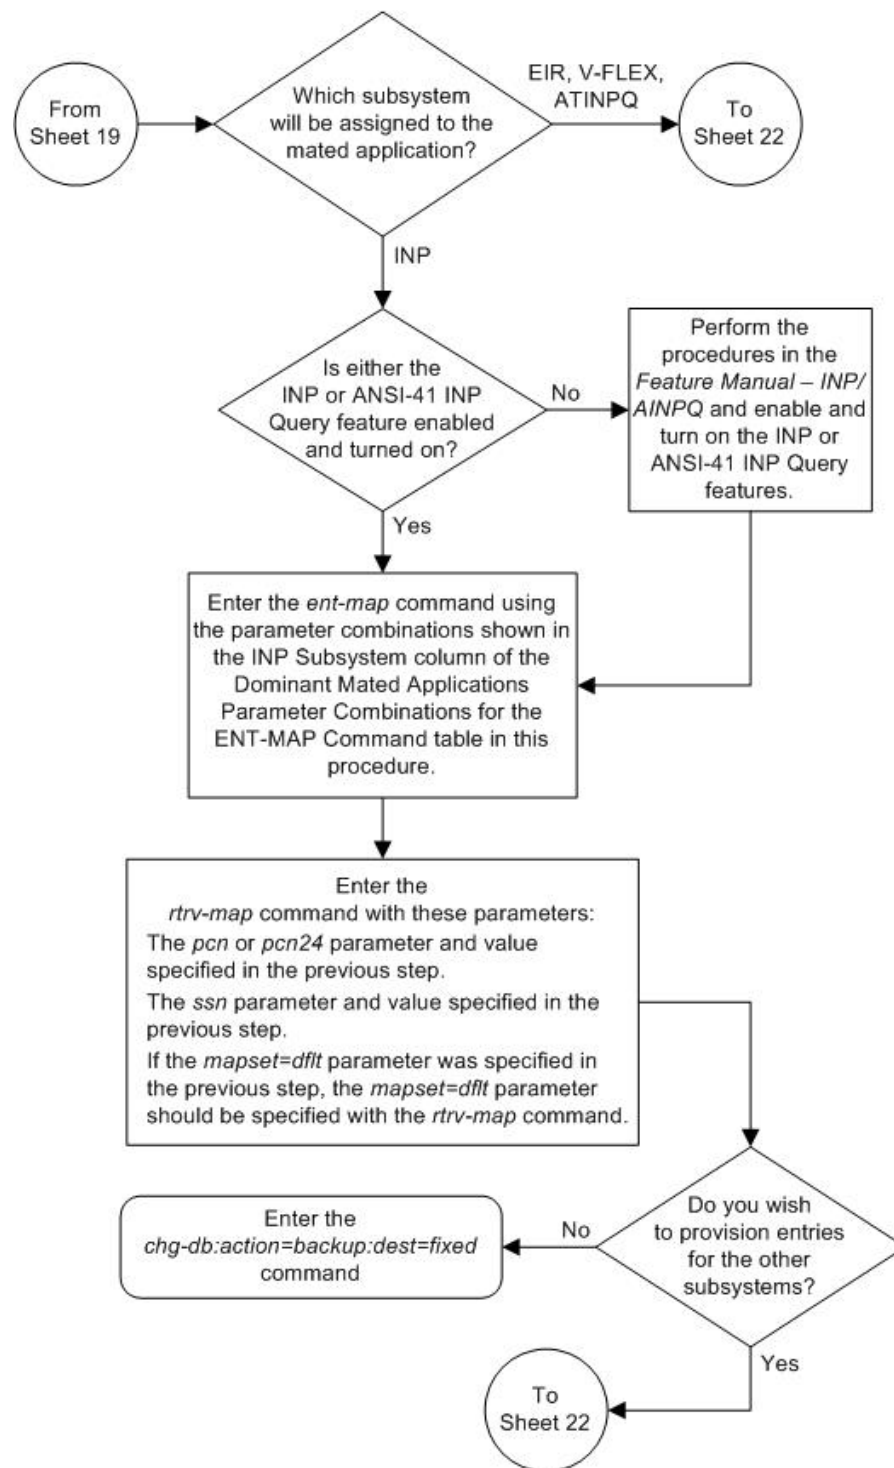 From
Sheet 19
Which subsystem
will be assigned to the
mated application?
EIR, V-FLEX,
ATINPQ
To
Sheet 22
INP
Is either the
INP or ANSI-41 INP
Query feature enabled
and turned on?
No
Perform the
procedures in the
Feature Manual – INP/
AINPQ and enable and
turn on the INP or
ANSI-41 INP Query
features.
Yes
Enter the ent-map command using
the parameter combinations shown in
the INP Subsystem column of the
Dominant Mated Applications
Parameter Combinations for the
ENT-MAP Command table in this
procedure.
Enter the
rtrv-map command with these parameters:
The pcn or pcn24 parameter and value
specified in the previous step.
The ssn parameter and value specified in the
previous step.
If the mapset=dflt parameter was specified in
the previous step, the mapset=dflt parameter
should be specified with the rtrv-map command.
Do you wish
to provision entries
for the other
subsystems?
No
Enter the
chg-db:action=backup:dest=fixed
command
Yes
To
Sheet 22